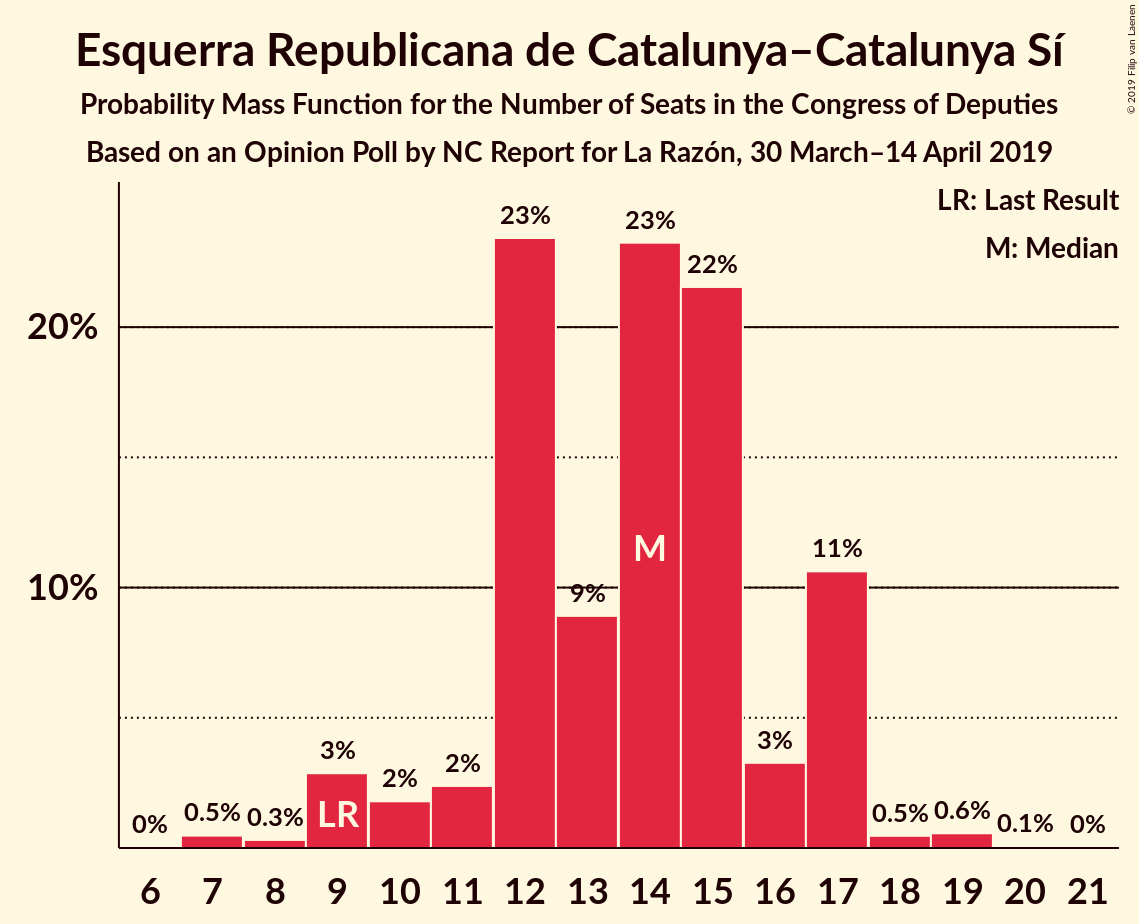 Esquerra Republicana de Catalunya–Catalunya Sí
Probability Mass Function for the Number of Seats in the Congress of Deputies
Based on an Opinion Poll by NC Report for La Razón, 30 March–14 April 2019
© 2019 Filip van Laenen
LR: Last Result
M: Median
20%
10%
0%
0.5%
0.3%
3%
2%
2%
23%
9%
23%
22%
3%
11%
0.5%
0.6%
0.1%
0%
LR
M
6 7 8 9 10 11 12 13 14 15 16 17 18 19 20 21